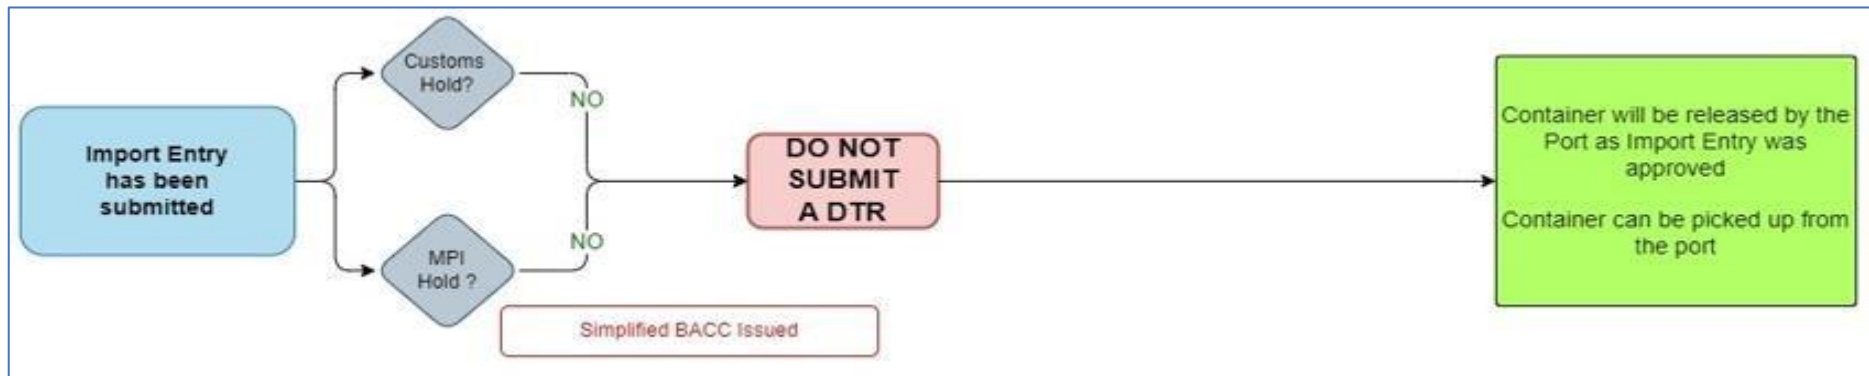 Import Entry
has been
submitted
Customs
Hold?
NO
MPI
Hold ?
NO
Simplified BACC Issued
DO NOT
SUBMIT
A DTR
Container will be released by the
Port as Import Entry was
approved
Container can be picked up from
the port